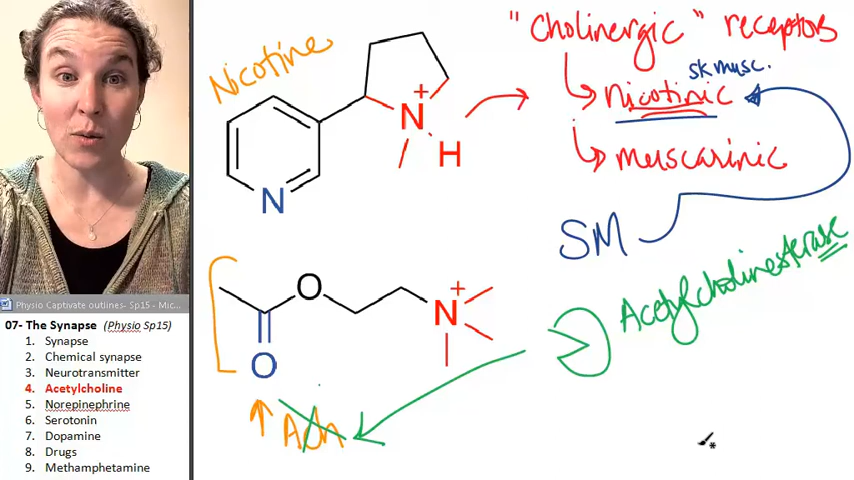 "Cholinergic" receptors
Nicotine
sk musc.
nicotinic
N
+
H
muscarinic
N
SM
Acetylcholinesterase
O
N
+
O
ACh
Physio Captivate outlines- Sp15 - Mic...
07- The Synapse (Physio Sp15)
1. Synapse
2. Chemical synapse
3. Neurotransmitter
4. Acetylcholine
5. Norepinephrine
6. Serotonin
7. Dopamine
8. Drugs
9. Methamphetamine